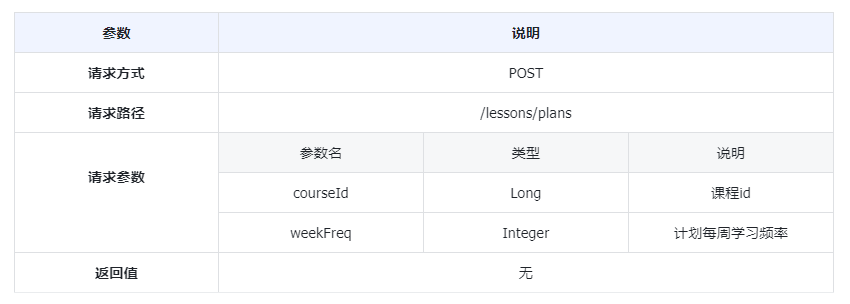 参数 说明
请求方式 POST
请求路径 /lessons/plans
请求参数 参数名 类型 说明
courseId Long 课程id
weekFreq Integer 计划每周学习频率
返回值 无